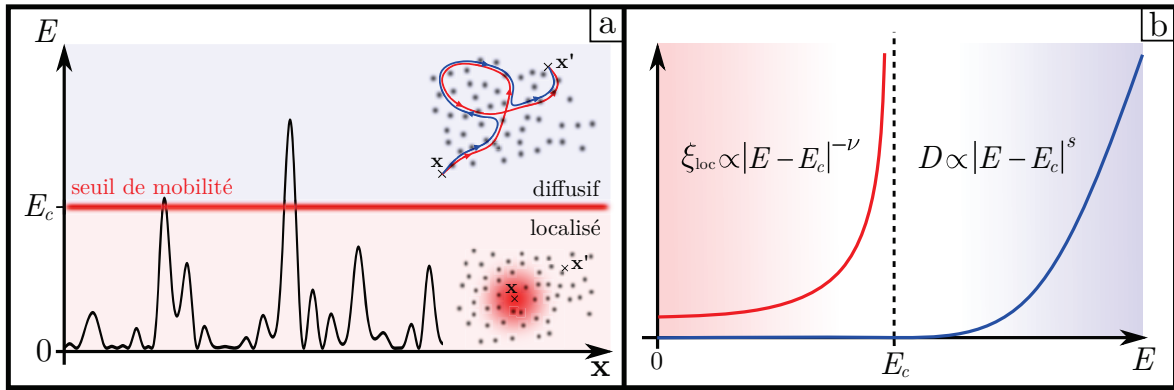 a
E
x'
x
seuil de mobilité
diffusif
E_c
localisé
x'
x
0
x
b
ξ_loc ∝ |E − E_c|^−ν
D ∝ |E − E_c|^s
0
E_c
E